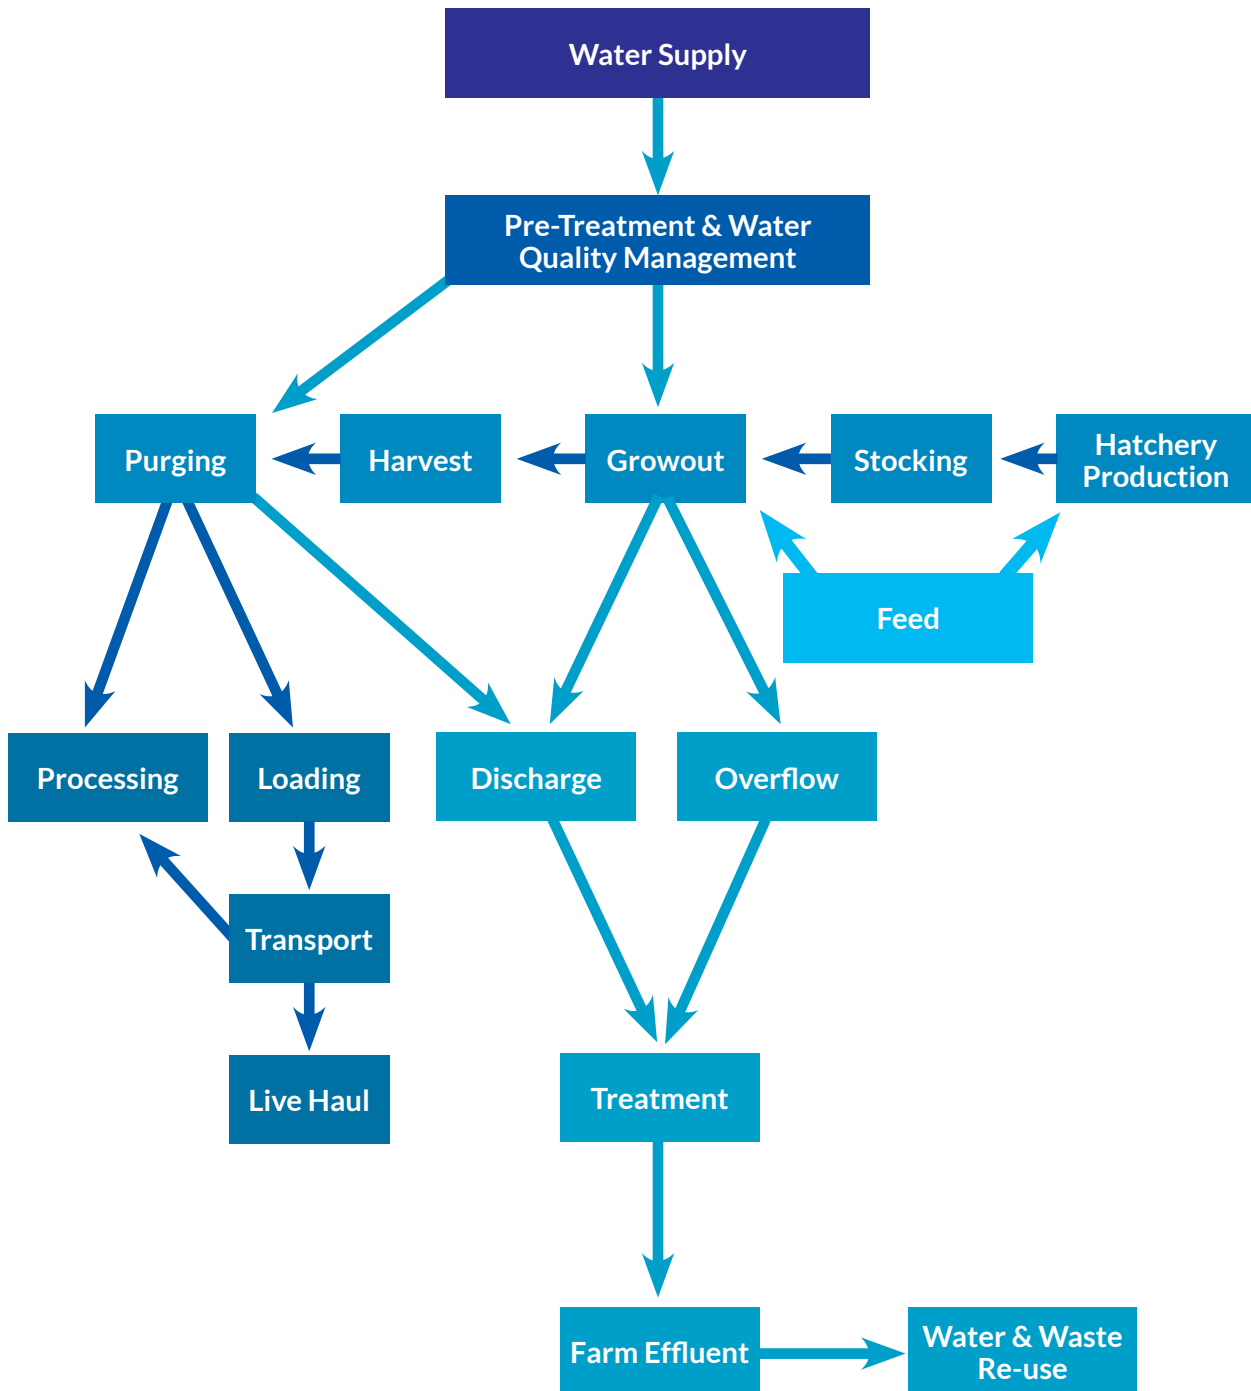 Water Supply
Pre-Treatment & Water
Quality Management
Purging
Harvest
Growout
Stocking
Hatchery
Production
Feed
Processing
Loading
Discharge
Overflow
Transport
Live Haul
Treatment
Farm Effluent
Water & Waste
Re-use